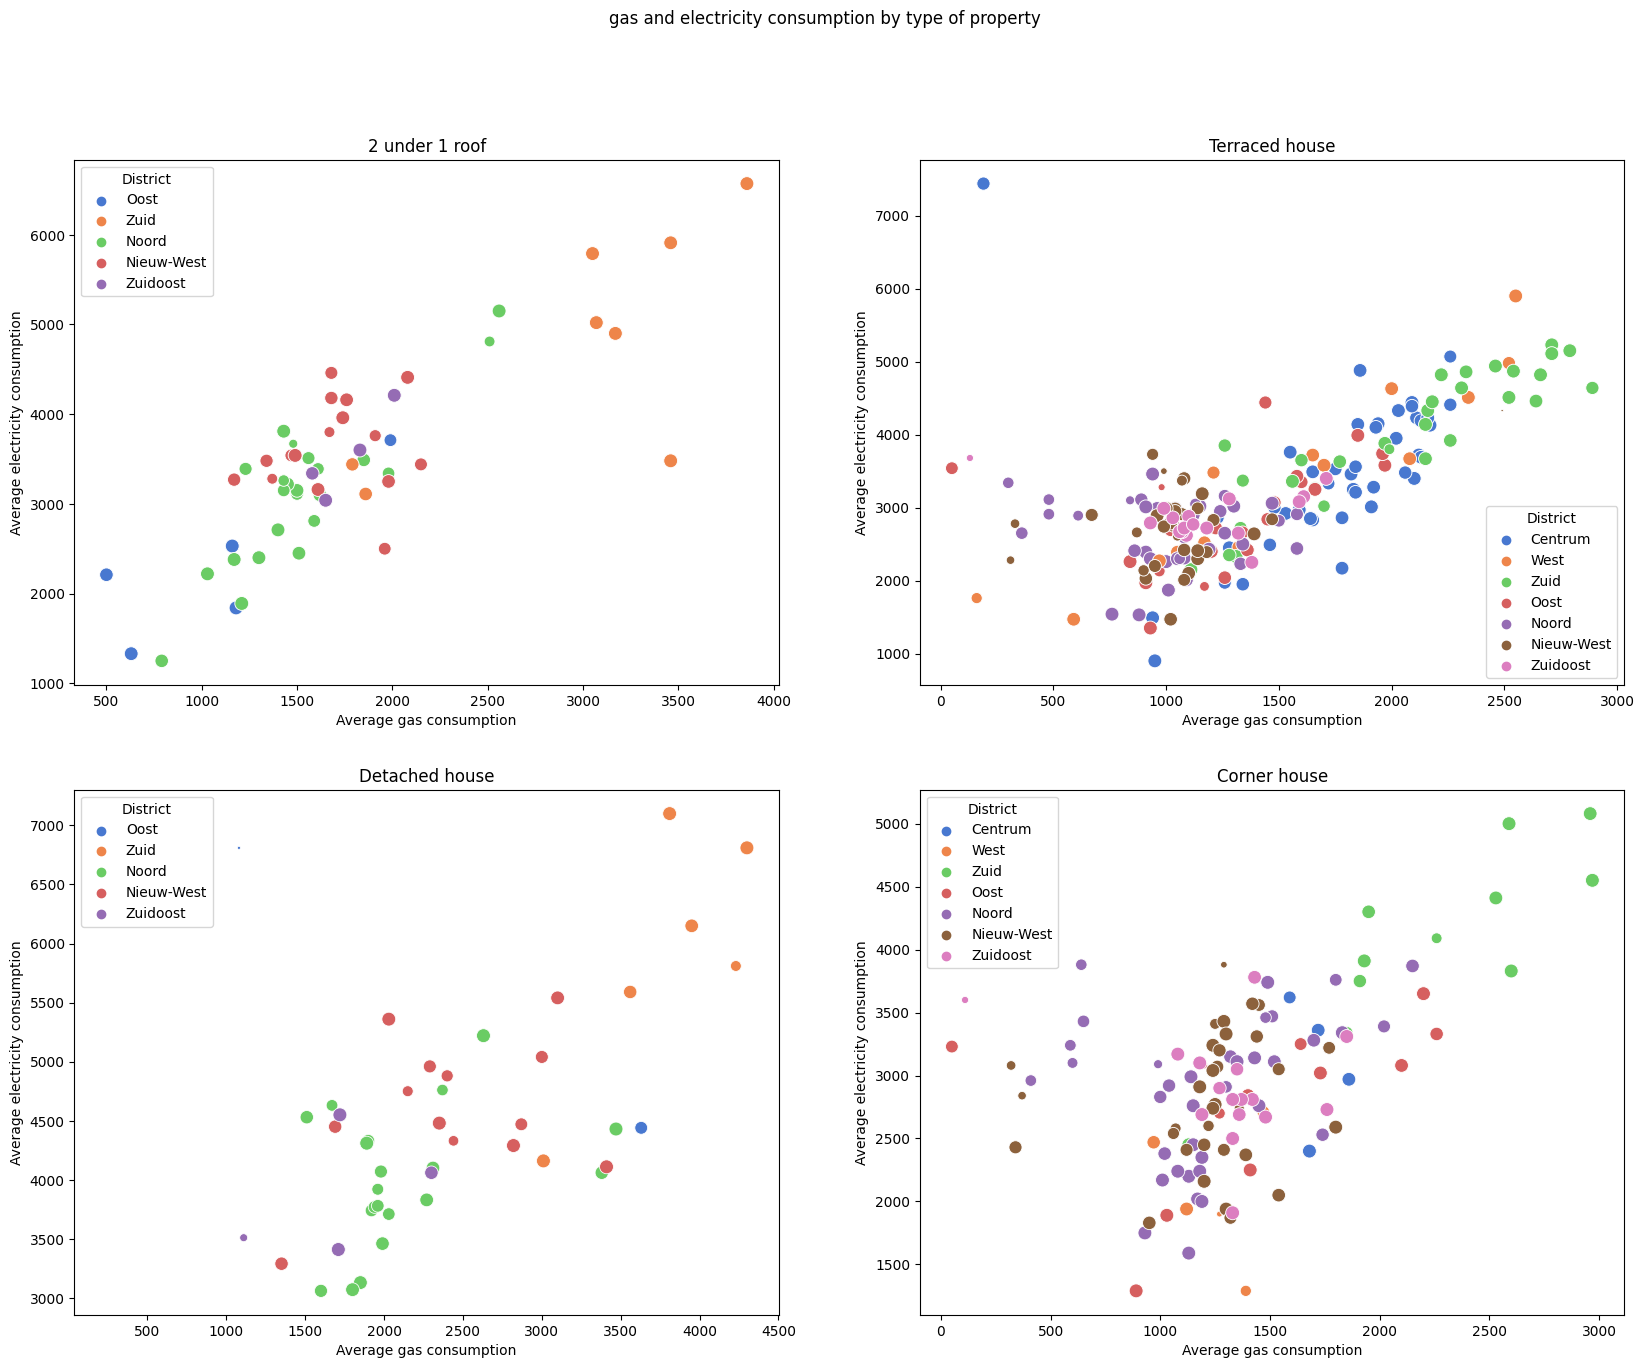 gas and electricity consumption by type of property
2 under 1 roof
District
Oost
Zuid
Noord
Nieuw-West
Zuidoost
6000
5000
4000
3000
2000
1000
Average electricity consumption
500 1000 1500 2000 2500 3000 3500 4000
Average gas consumption
Terraced house
7000
6000
5000
4000
3000
2000
1000
Average electricity consumption
District
Centrum
West
Zuid
Oost
Noord
Nieuw-West
Zuidoost
0 500 1000 1500 2000 2500 3000
Average gas consumption
Detached house
District
Oost
Zuid
Noord
Nieuw-West
Zuidoost
7000
6500
6000
5500
5000
4500
4000
3500
3000
Average electricity consumption
500 1000 1500 2000 2500 3000 3500 4000 4500
Average gas consumption
Corner house
District
Centrum
West
Zuid
Oost
Noord
Nieuw-West
Zuidoost
5000
4500
4000
3500
3000
2500
2000
1500
Average electricity consumption
0 500 1000 1500 2000 2500 3000
Average gas consumption